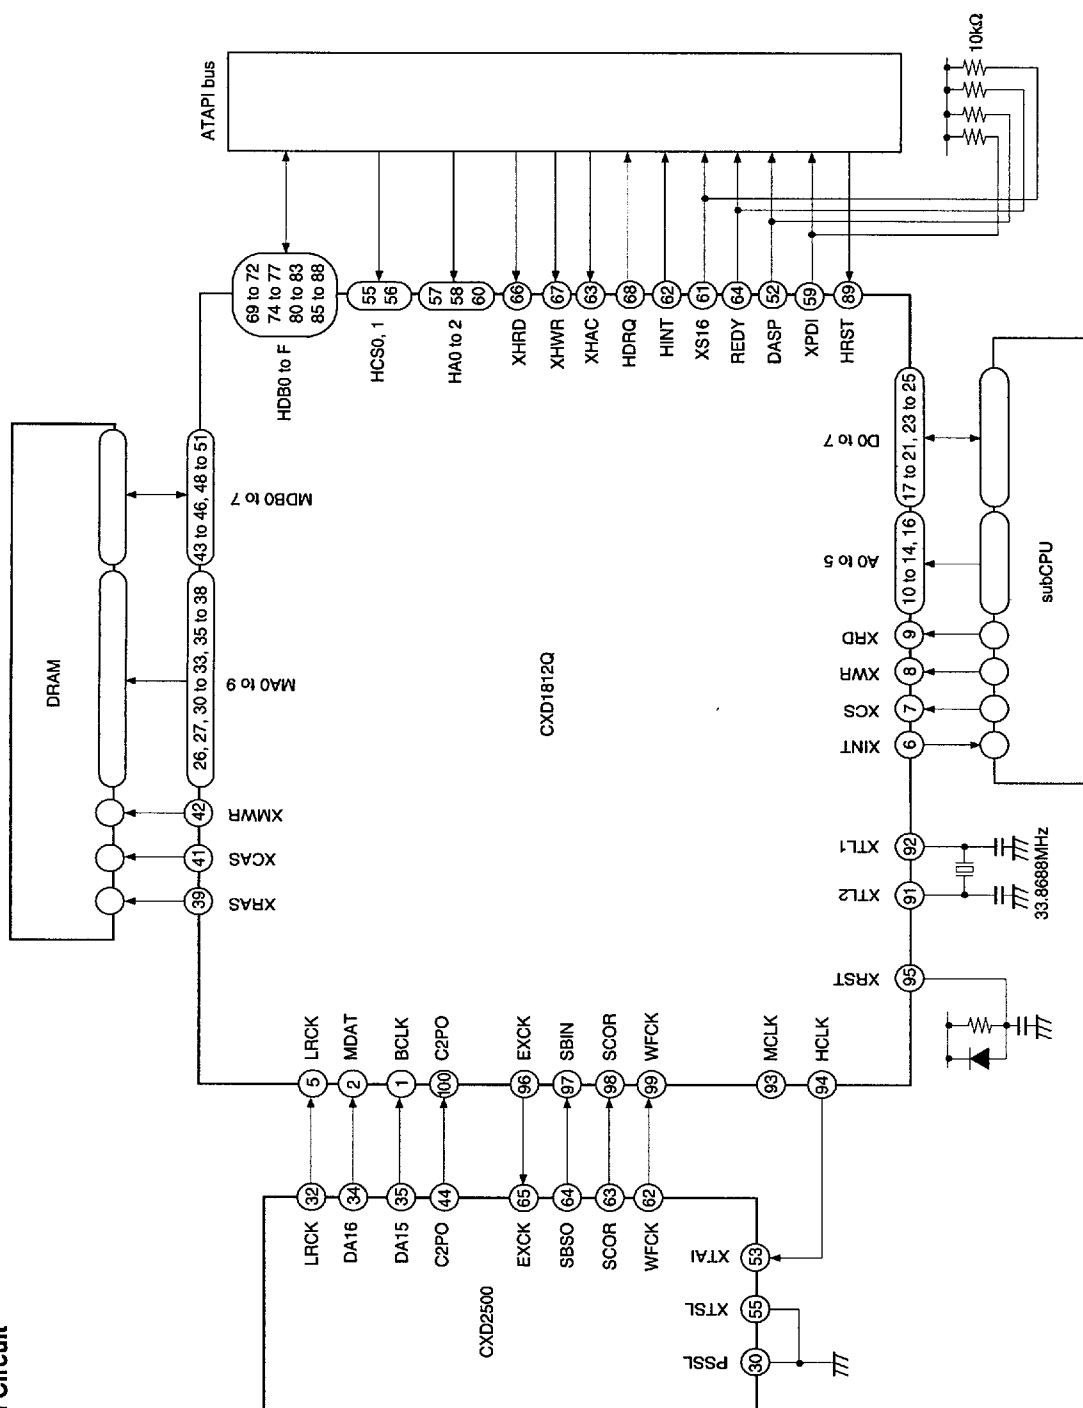 Circuit
10kΩ
ATAPI bus
69 to 72
74 to 77
80 to 83
85 to 88
55
56
57
58
60
66
67
63
68
62
61
64
52
59
89
HDB0 to F
HCS0, 1
HA0 to 2
XHRD
XHWR
XHAC
HDRQ
HINT
XS16
REDY
DASP
XPDI
HRST
DRAM
43 to 46, 48 to 51
26, 27, 30 to 33, 35 to 38
42
41
39
MDB0 to 7
MA0 to 9
XMWR
XCAS
XRAS
CXD1812Q
D0 to 7
A0 to 5
XRD
XWR
XCS
XINT
XTL1
XTL2
XRST
17 to 21, 23 to 25
10 to 14, 16
9
8
7
6
92
91
95
subCPU
33.8688MHz
LRCK
MDAT
BCLK
C2PO
EXCK
SBIN
SCOR
WFCK
MCLK
HCLK
5
2
1
100
96
97
98
99
93
94
32
34
35
44
65
64
63
62
LRCK
DA16
DA15
C2PO
EXCK
SBSO
SCOR
WFCK
CXD2500
XTAI
XTSL
PSSL
53
55
30